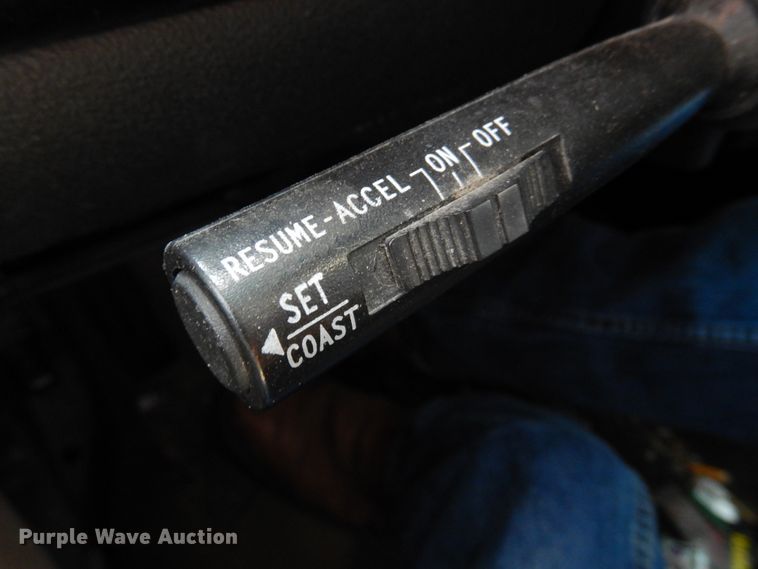 RESUME-ACCEL ON OFF
SET
COAST
Purple Wave Auction